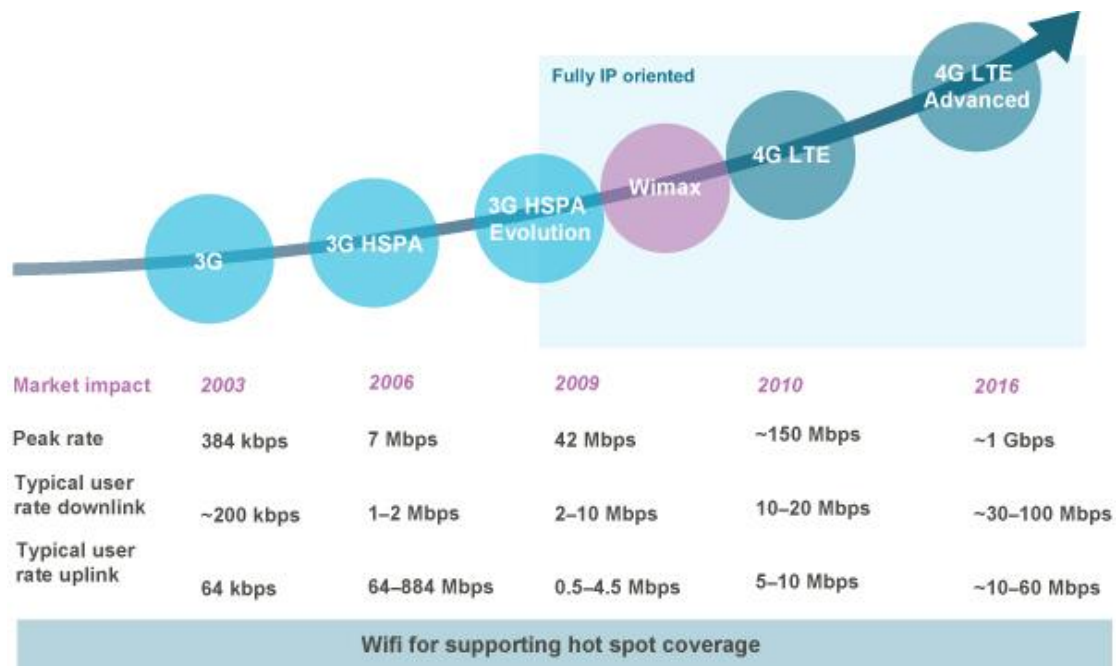 Fully IP oriented
4G LTE
Advanced
4G LTE
Wimax
3G HSPA
Evolution
3G HSPA
3G
Market impact 2003 2006 2009 2010 2016
Peak rate 384 kbps 7 Mbps 42 Mbps ~150 Mbps ~1 Gbps
Typical user
rate downlink ~200 kbps 1–2 Mbps 2–10 Mbps 10–20 Mbps ~30–100 Mbps
Typical user
rate uplink 64 kbps 64–884 Mbps 0.5–4.5 Mbps 5–10 Mbps ~10–60 Mbps
Wifi for supporting hot spot coverage